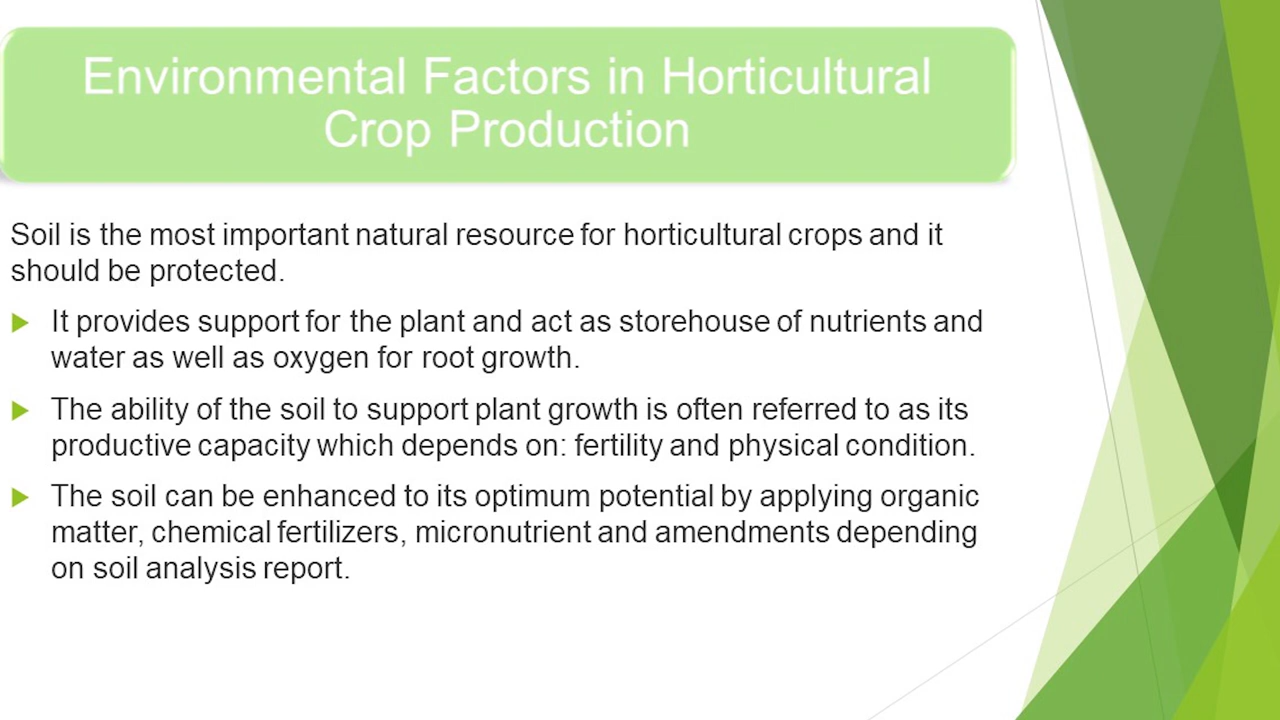 Environmental Factors in Horticultural
Crop Production
Soil is the most important natural resource for horticultural crops and it
should be protected.
It provides support for the plant and act as storehouse of nutrients and
water as well as oxygen for root growth.
The ability of the soil to support plant growth is often referred to as its
productive capacity which depends on: fertility and physical condition.
The soil can be enhanced to its optimum potential by applying organic
matter, chemical fertilizers, micronutrient and amendments depending
on soil analysis report.